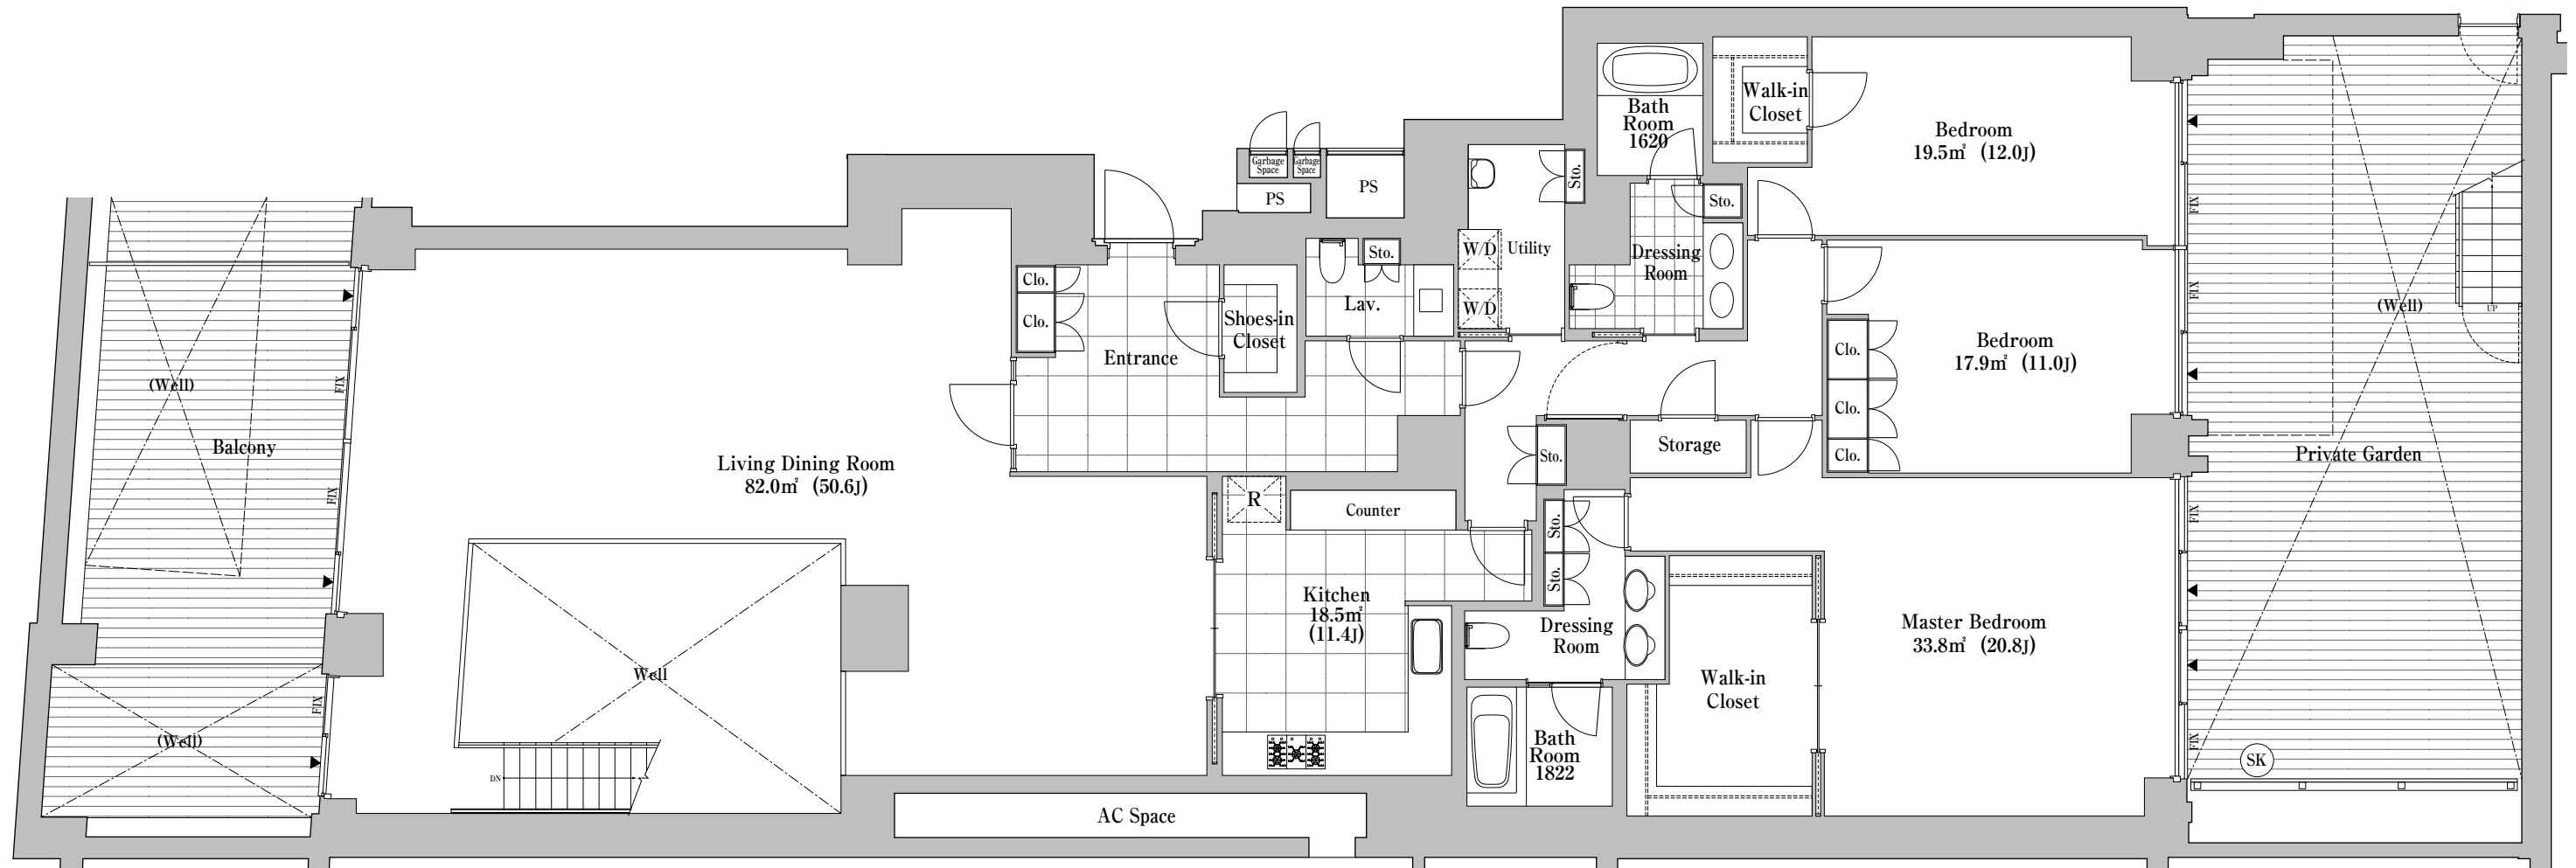 Bath
Room
1620
Walk-in
Closet
Bedroom
19.5㎡ (12.0J)
Garbage
Space
Garbage
Space
PS
PS
Sto.
Sto.
FIX
W/D
Utility
Sto.
Dressing
Room
Clo.
Clo.
Shoes-in
Closet
Lav.
W/D
FIX
(Well)
UP
Entrance
Clo.
Bedroom
17.9㎡ (11.0J)
(Well)
FIX
Balcony
Clo.
Clo.
Storage
Sto.
Private Garden
Living Dining Room
82.0㎡ (50.6J)
FIX
R
Counter
Sto.
Sto.
FIX
Kitchen
18.5㎡
(11.4J)
Dressing
Room
Master Bedroom
33.8㎡ (20.8J)
Well
Walk-in
Closet
FIX
(Well)
Bath
Room
1822
FIX
SK
DN
AC Space